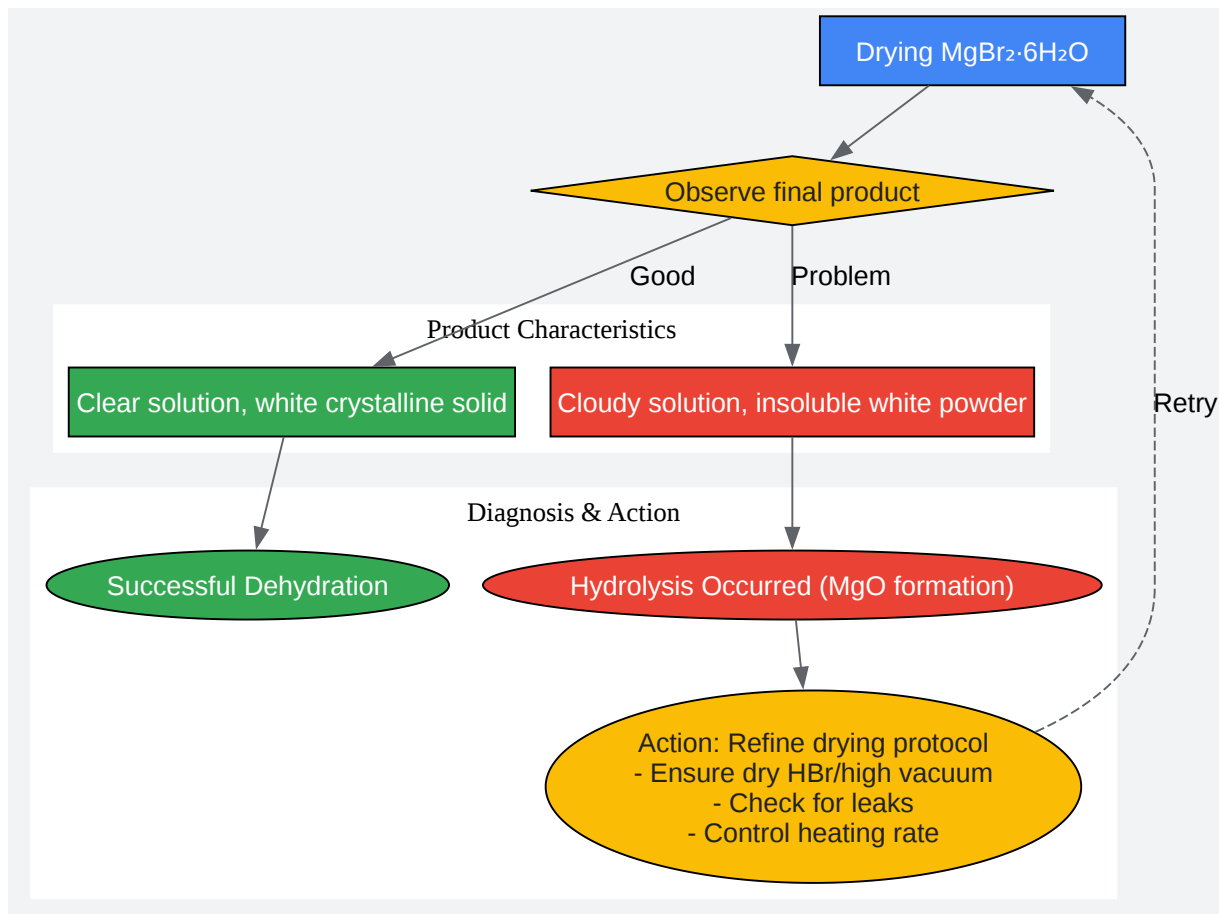 Drying MgBr₂·6H₂O
Observe final product
Good
Problem
Product Characteristics
Clear solution, white crystalline solid
Cloudy solution, insoluble white powder
Retry
Diagnosis & Action
Successful Dehydration
Hydrolysis Occurred (MgO formation)
Action: Refine drying protocol
- Ensure dry HBr/high vacuum
- Check for leaks
- Control heating rate